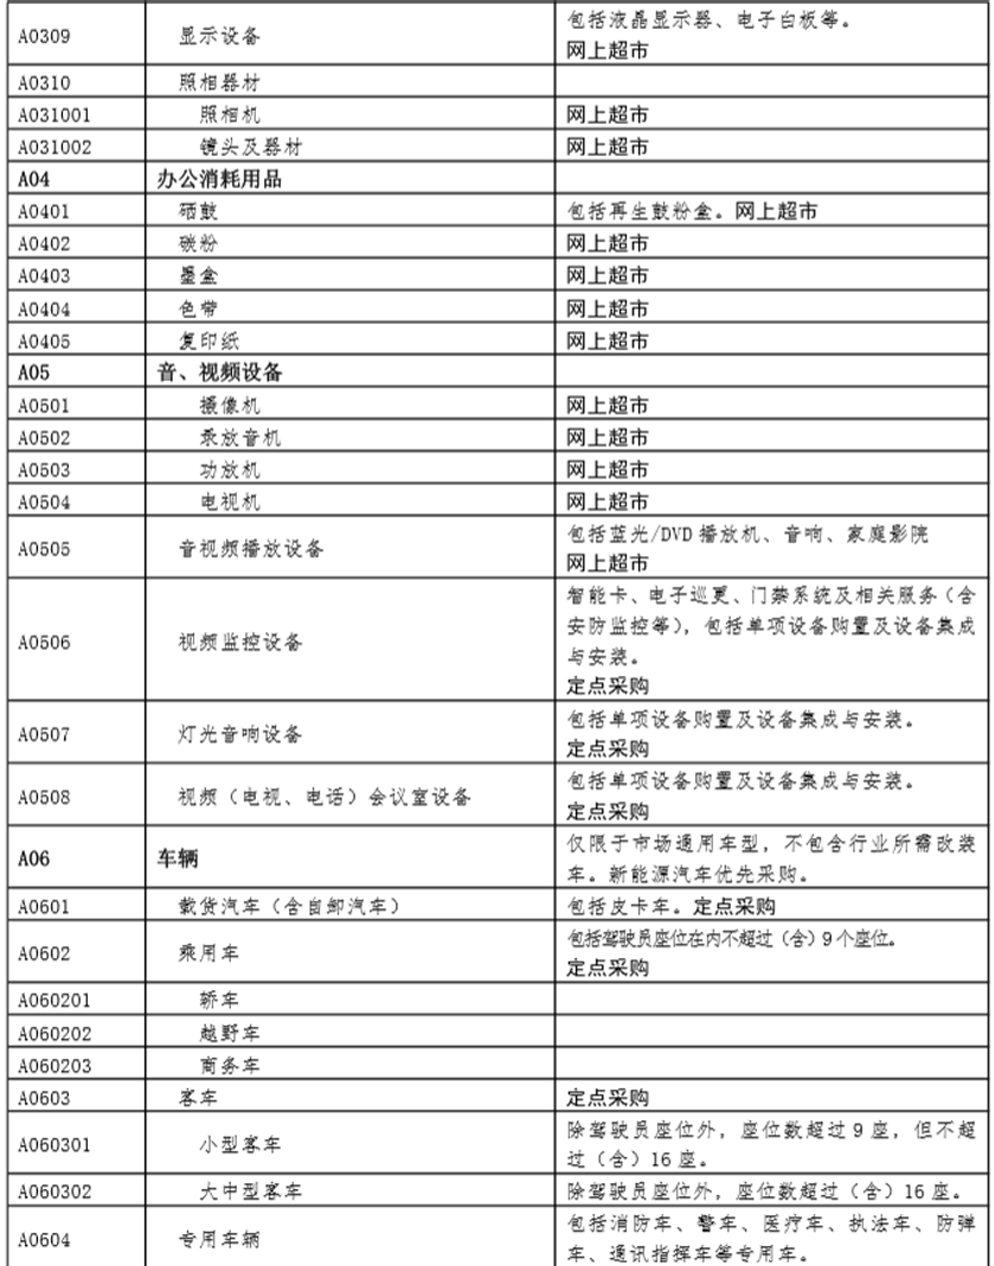 A0309 显示设备 包括液晶显示器、电子白板等。
网上超市
A0310 照相器材
A031001 照相机 网上超市
A031002 镜头及器材 网上超市
A04 办公消耗用品
A0401 硒鼓 包括再生鼓粉盒。网上超市
A0402 碳粉 网上超市
A0403 墨盒 网上超市
A0404 色带 网上超市
A0405 复印纸 网上超市
A05 音、视频设备
A0501 摄像机 网上超市
A0502 录放音机 网上超市
A0503 功放机 网上超市
A0504 电视机 网上超市
A0505 音视频播放设备 包括蓝光/DVD 播放机、音响、家庭影院
网上超市
A0506 视频监控设备 智能卡、电子巡更、门禁系统及相关服务（含
安防监控等），包括单项设备购置及设备集成
与安装。
定点采购
A0507 灯光音响设备 包括单项设备购置及设备集成与安装。
定点采购
A0508 视频（电视、电话）会议室设备 包括单项设备购置及设备集成与安装。
定点采购
A06 车辆 仅限于市场通用车型，不包含行业所需改装
车。新能源汽车优先采购。
A0601 载货汽车（含自卸汽车） 包括皮卡车。定点采购
A0602 乘用车 包括驾驶员座位在内不超过（含）9个座位。
定点采购
A060201 轿车
A060202 越野车
A060203 商务车
A0603 客车 定点采购
A060301 小型客车 除驾驶员座位外，座位数超过 9 座，但不超
过（含）16 座。
A060302 大中型客车 除驾驶员座位外，座位数超过（含）16 座。
A0604 专用车辆 包括消防车、警车、医疗车、执法车、防弹
车、通讯指挥车等专用车。